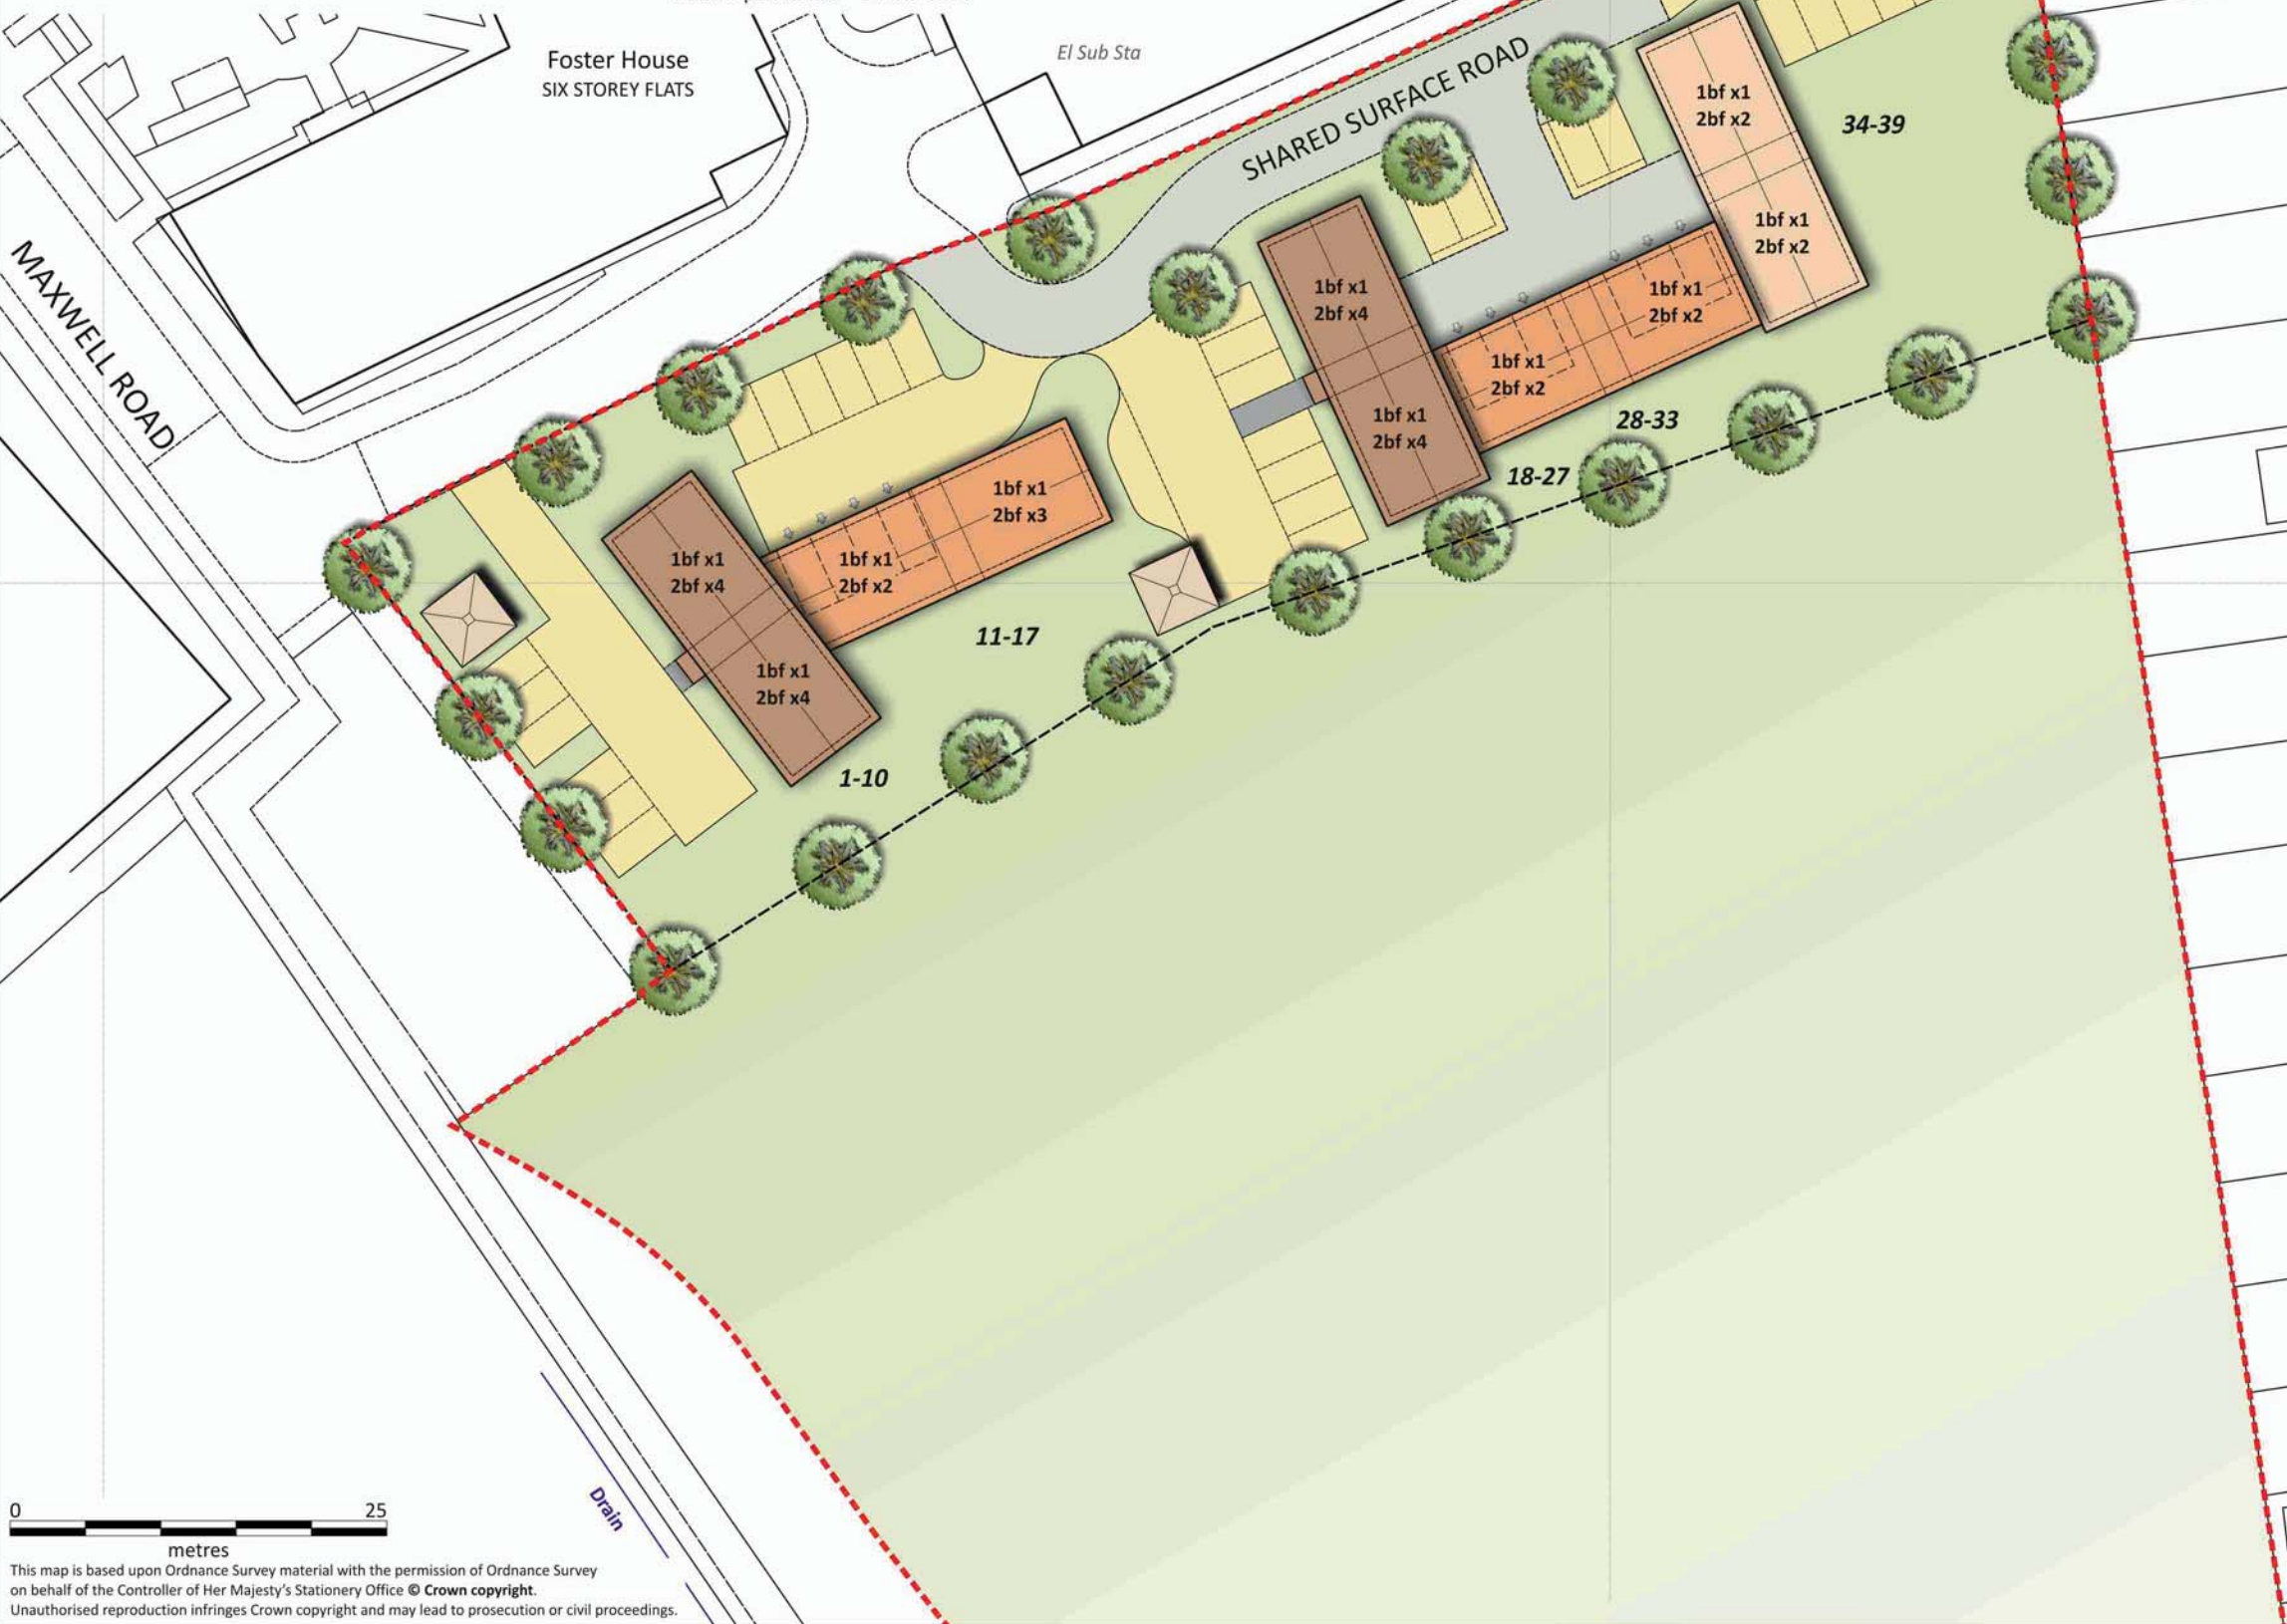 Foster House
SIX STOREY FLATS
El Sub Sta
SHARED SURFACE ROAD
MAXWELL ROAD
1bf x1
2bf x2
34-39
1bf x1
2bf x2
1bf x1
2bf x4
1bf x1
2bf x2
1bf x1
2bf x2
1bf x1
2bf x4
28-33
18-27
1bf x1
2bf x3
1bf x1
2bf x4
1bf x1
2bf x2
11-17
1bf x1
2bf x4
1-10
Drain
0 25
metres
This map is based upon Ordnance Survey material with the permission of Ordnance Survey
on behalf of the Controller of Her Majesty's Stationery Office © Crown copyright.
Unauthorised reproduction infringes Crown copyright and may lead to prosecution or civil proceedings.